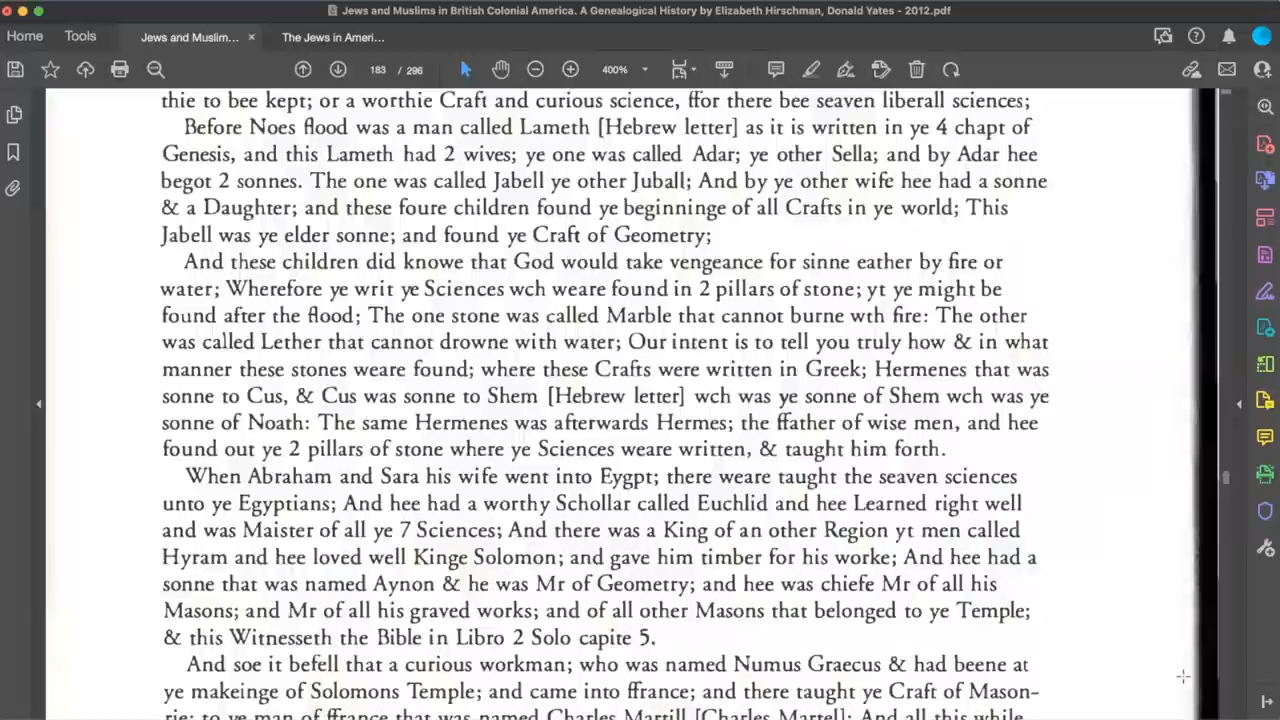 Jews and Muslims in British Colonial America. A Genealogical History by Elizabeth Hirschman, Donald Yates - 2012.pdf
Home Tools Jews and Muslim... × The Jews in Ameri...
183 / 296 400%
thie to bee kept; or a worthie Craft and curious science, ffor there bee seaven liberall sciences;
Before Noes flood was a man called Lameth [Hebrew letter] as it is written in ye 4 chapt of
Genesis, and this Lameth had 2 wives; ye one was called Adar; ye other Sella; and by Adar hee
begot 2 sonnes. The one was called Jabell ye other Juball; And by ye other wife hee had a sonne
& a Daughter; and these foure children found ye beginninge of all Crafts in ye world; This
Jabell was ye elder sonne; and found ye Craft of Geometry;
And these children did knowe that God would take vengeance for sinne eather by fire or
water; Wherefore ye writ ye Sciences wch weare found in 2 pillars of stone; yt ye might be
found after the flood; The one stone was called Marble that cannot burne wth fire: The other
was called Lether that cannot drowne with water; Our intent is to tell you truly how & in what
manner these stones weare found; where these Crafts were written in Greek; Hermenes that was
sonne to Cus, & Cus was sonne to Shem [Hebrew letter] wch was ye sonne of Shem wch was ye
sonne of Noath: The same Hermenes was afterwards Hermes; the ffather of wise men, and hee
found out ye 2 pillars of stone where ye Sciences weare written, & taught him forth.
When Abraham and Sara his wife went into Eygpt; there weare taught the seaven sciences
unto ye Egyptians; And hee had a worthy Schollar called Euchlid and hee Learned right well
and was Maister of all ye 7 Sciences; And there was a King of an other Region yt men called
Hyram and hee loved well Kinge Solomon; and gave him timber for his worke; And hee had a
sonne that was named Aynon & he was Mr of Geometry; and hee was chiefe Mr of all his
Masons; and Mr of all his graved works; and of all other Masons that belonged to ye Temple;
& this Witnesseth the Bible in Libro 2 Solo capite 5.
And soe it befell that a curious workman; who was named Numus Graecus & had beene at
ye makeinge of Solomons Temple; and came into ffrance; and there taught ye Craft of Mason-
rie; to ye man of ffrance that was named Charles Martill [Charles Martel]; And all this while